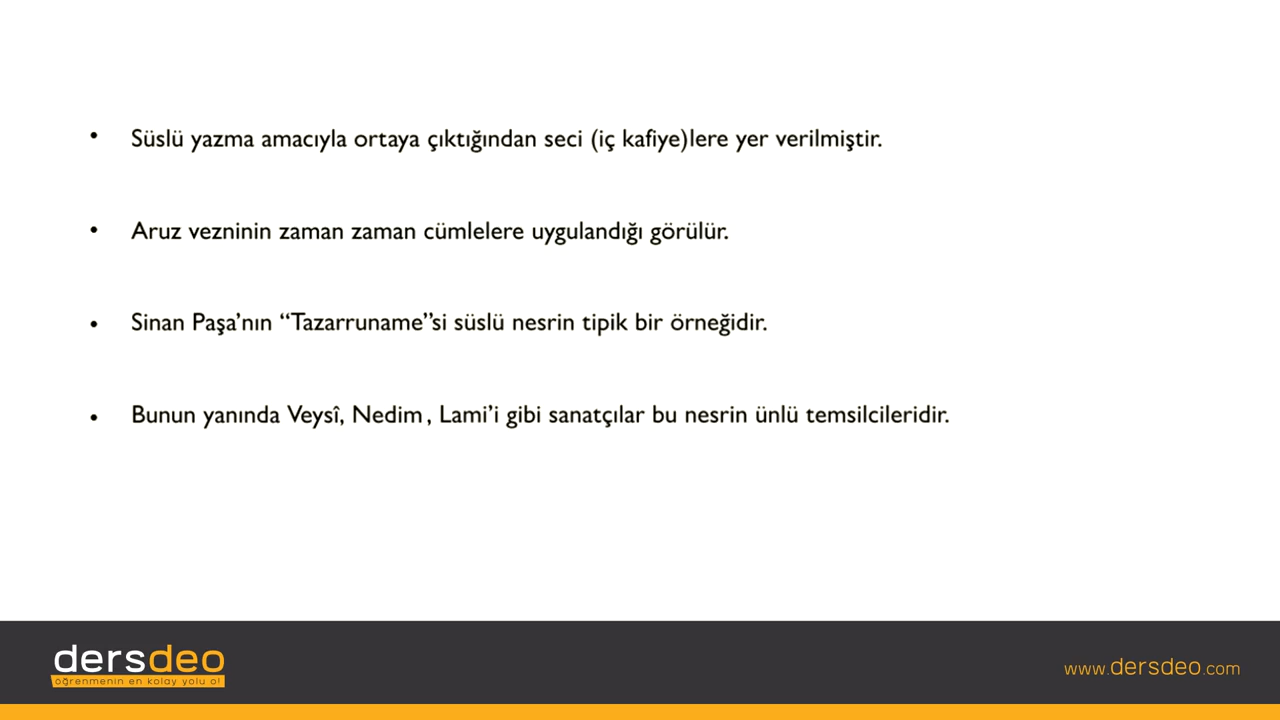 • Süslü yazma amacıyla ortaya çıktığından seci (iç kafiye)lere yer verilmiştir.
• Aruz vezninin zaman zaman cümlelere uygulandığı görülür.
• Sinan Paşa’nın “Tazarruname”si süslü nesrin tipik bir örneğidir.
• Bunun yanında Veysî, Nedim , Lami’i gibi sanatçılar bu nesrin ünlü temsilcileridir.
dersdeo
öğrenmenin en kolay yolu o!
www.dersdeo.com